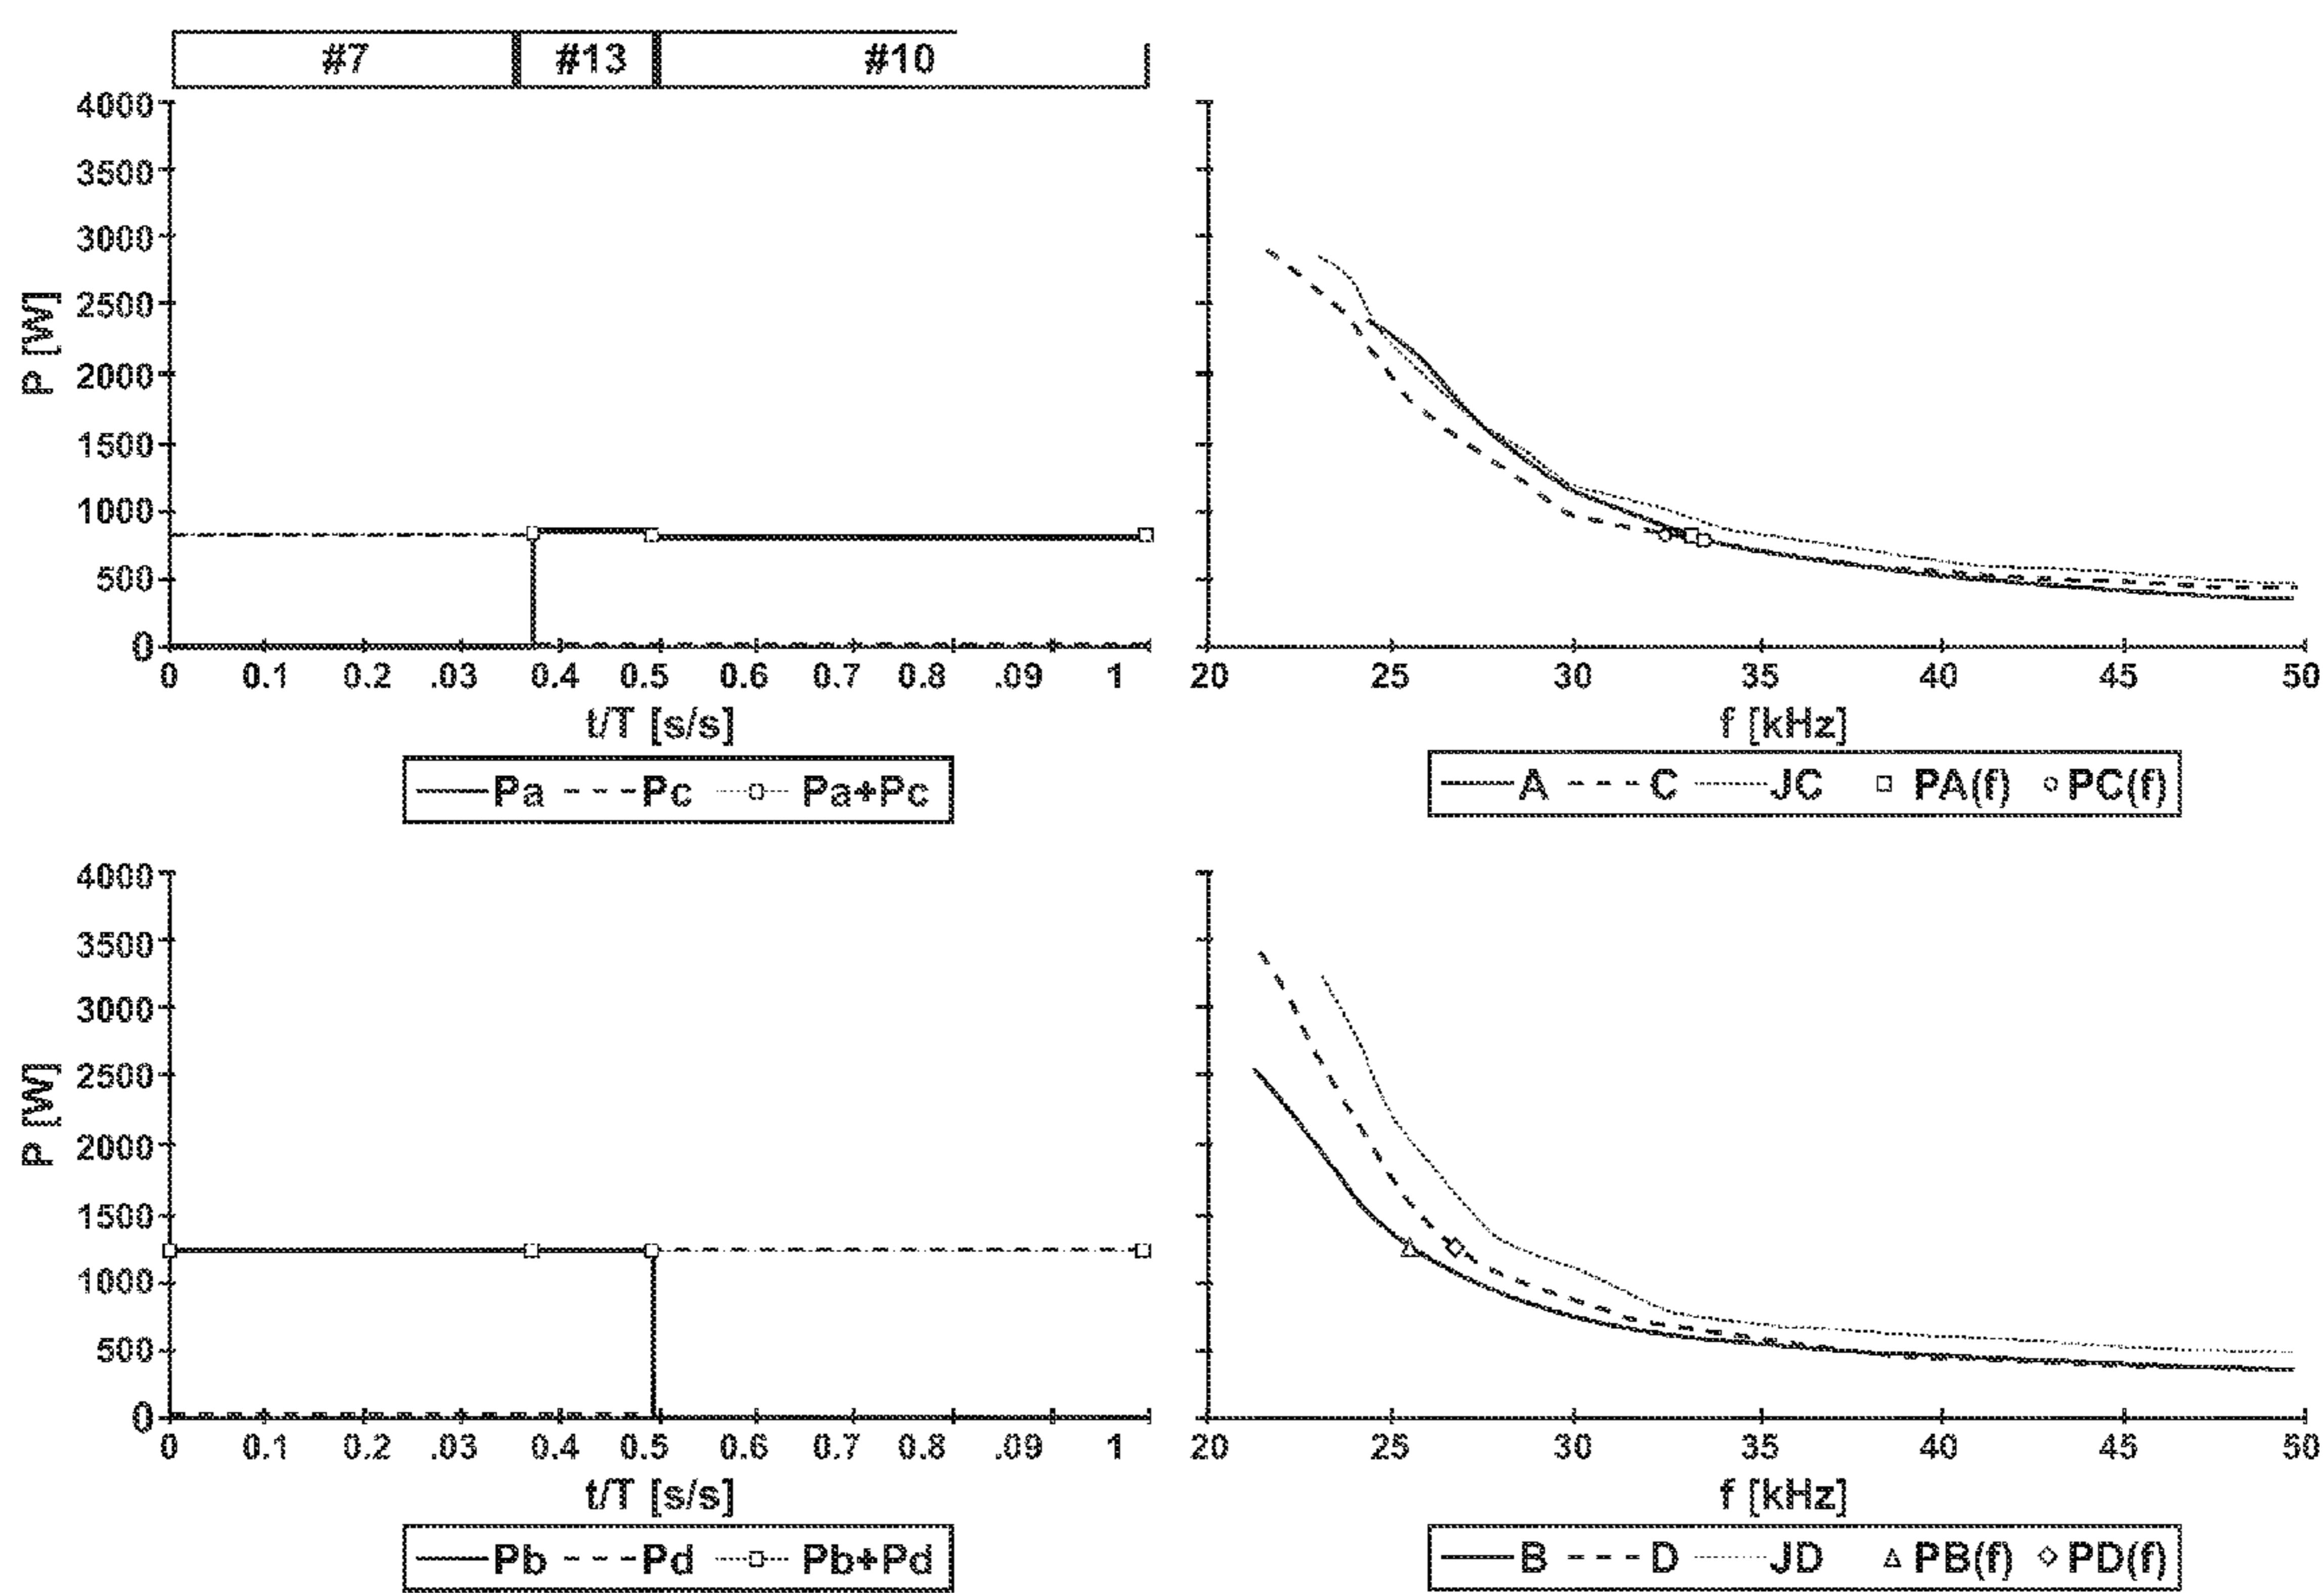 #7 #13 #10
4000
3500
3000
2500
2000
1500
1000
500
0
P [W]
0 0.1 0.2 .03 0.4 0.5 0.6 0.7 0.8 .09 1
t/T [s/s]
Pa Pc Pa+Pc
20 25 30 35 40 45 50
f [kHz]
A C JC PA(f) PC(f)
4000
3500
3000
2500
2000
1500
1000
500
0
P [W]
0 0.1 0.2 .03 0.4 0.5 0.6 0.7 0.8 .09 1
t/T [s/s]
Pb Pd Pb+Pd
20 25 30 35 40 45 50
f [kHz]
B D JD PB(f) PD(f)